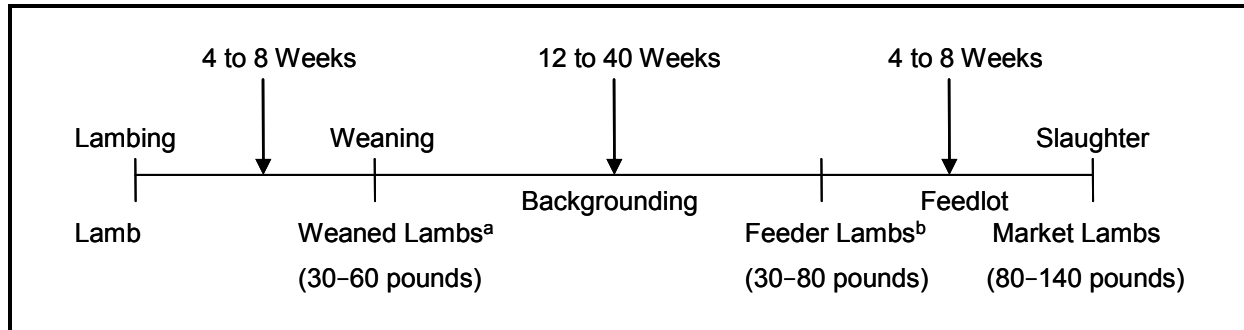 4 to 8 Weeks 12 to 40 Weeks 4 to 8 Weeks
Lambing Weaning Slaughter
Backgrounding Feedlot
Lamb Weaned Lambsᵃ Feeder Lambsᵇ Market Lambs
(30–60 pounds) (30–80 pounds) (80–140 pounds)